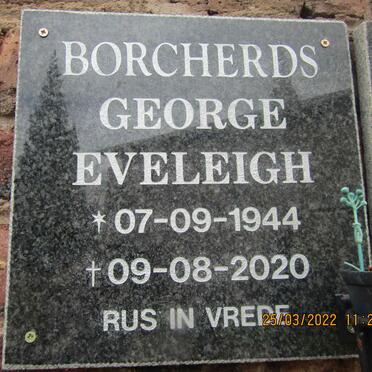 BORCHERDS
GEORGE
EVELEIGH
* 07-09-1944
† 09-08-2020
RUS IN VREDE
25/03/2022